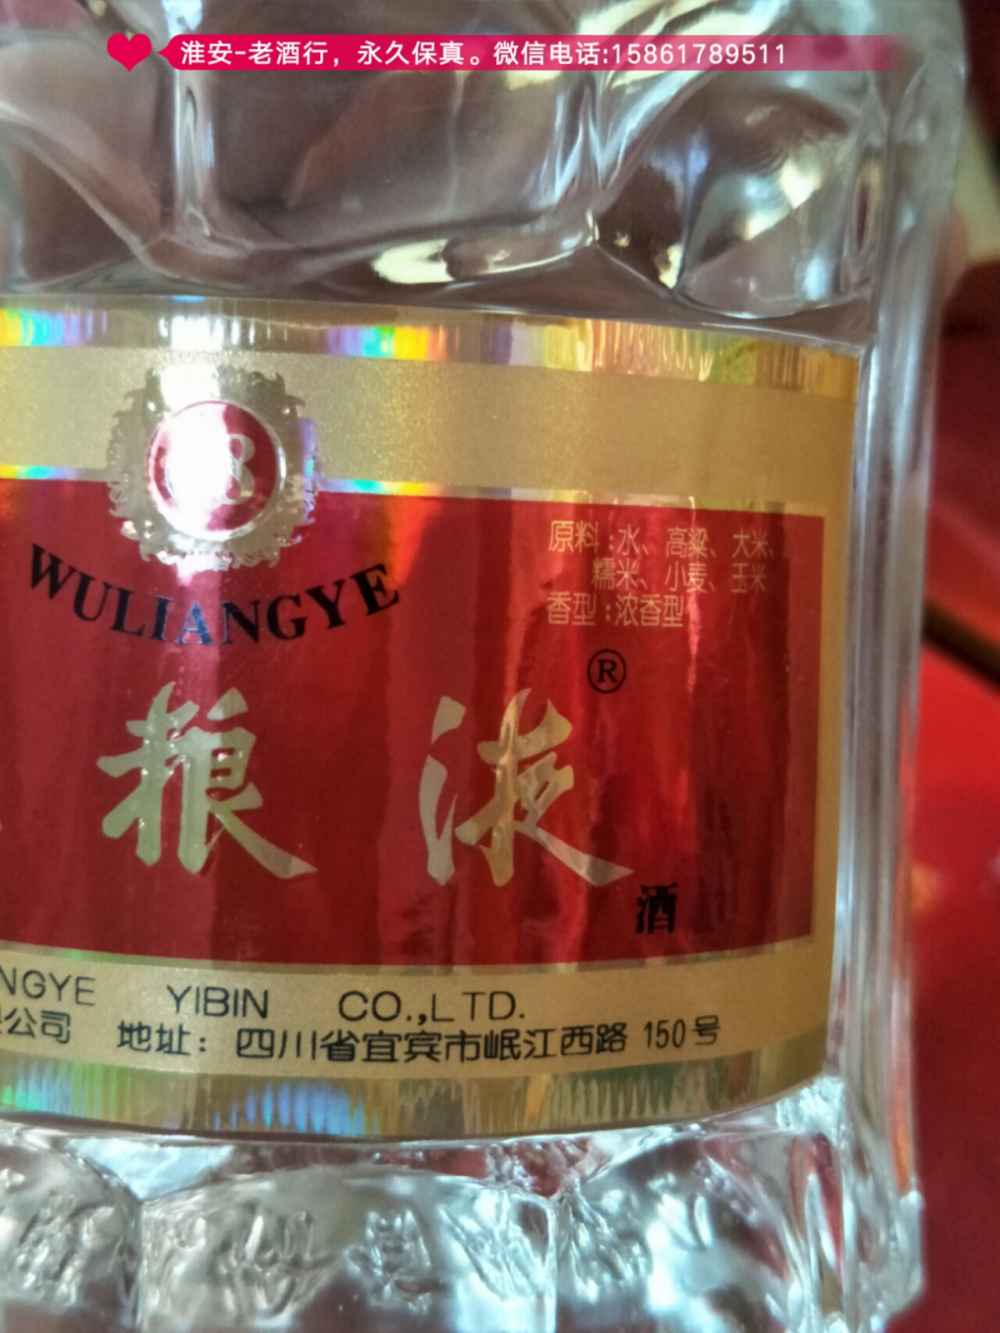 淮安-老酒行，永久保真。微信电话:15861789511
WULIANGYE
原料:水、高粱、大米、
糯米、小麦、玉米
香型:浓香型
®
粮液
酒
NGYE YIBIN CO.,LTD.
公司 地址：四川省宜宾市岷江西路 150号